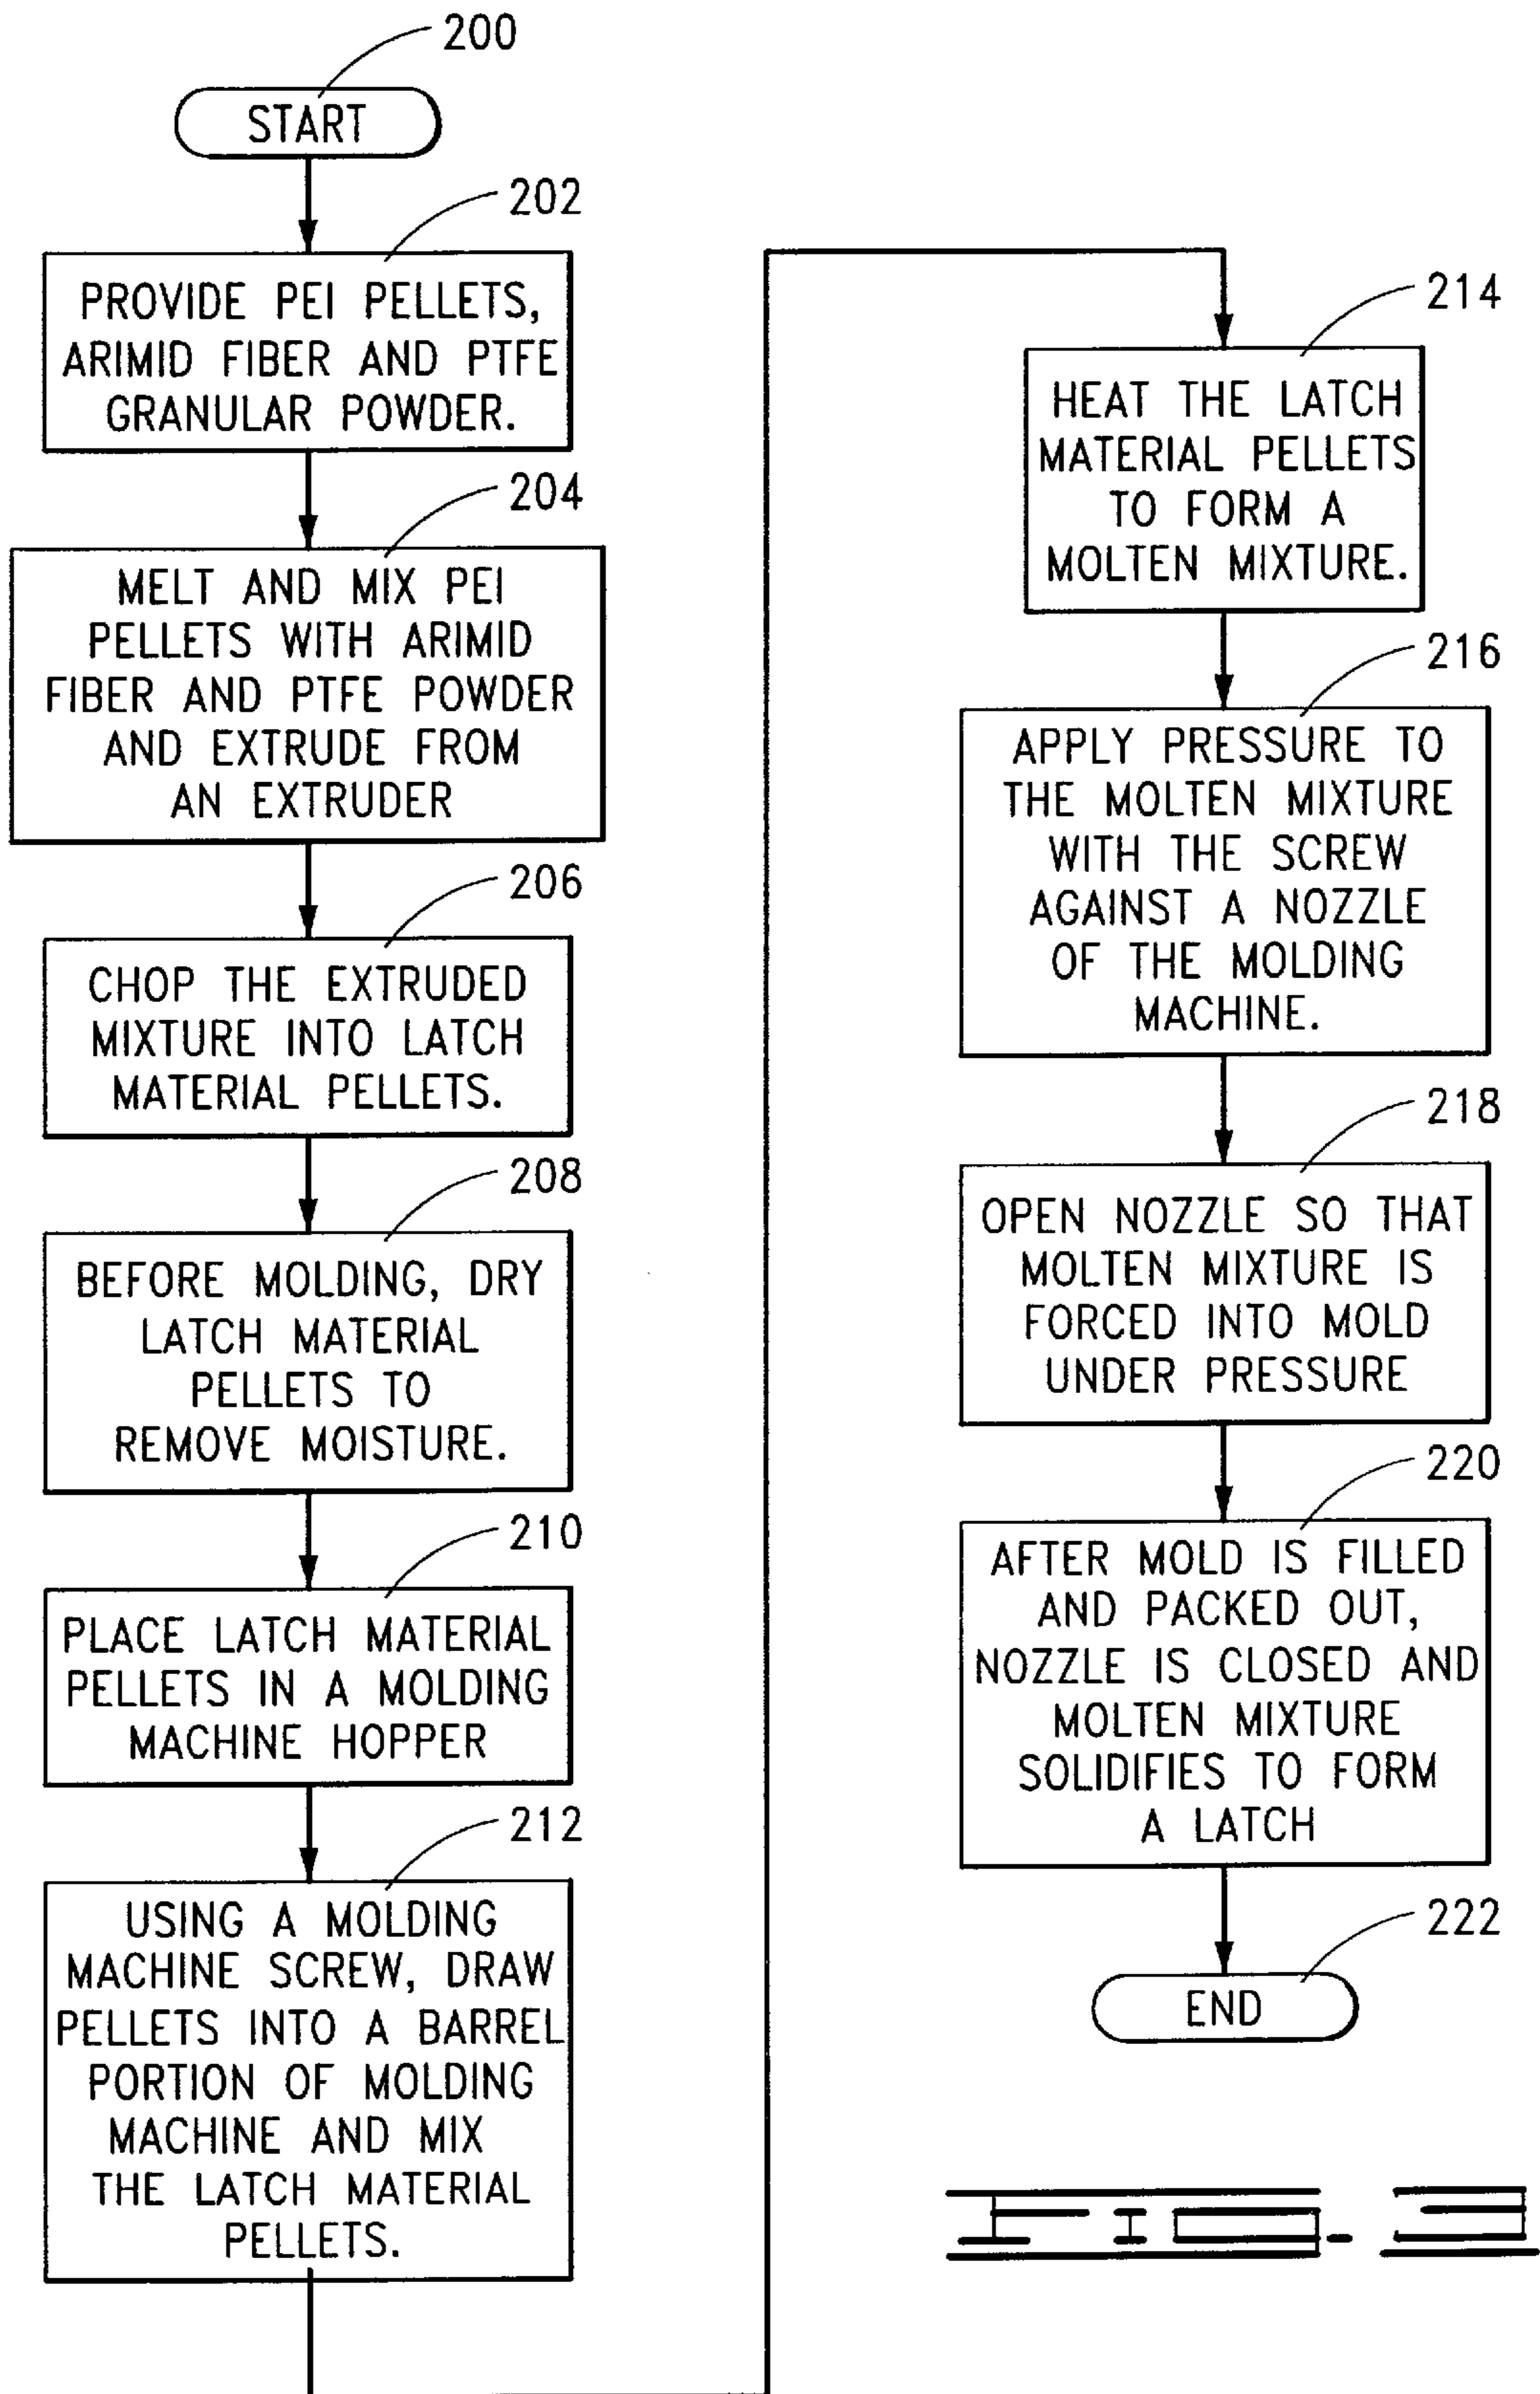 200
START
202
PROVIDE PEI PELLETS,
ARIMID FIBER AND PTFE
GRANULAR POWDER.
204
MELT AND MIX PEI
PELLETS WITH ARIMID
FIBER AND PTFE POWDER
AND EXTRUDE FROM
AN EXTRUDER
206
CHOP THE EXTRUDED
MIXTURE INTO LATCH
MATERIAL PELLETS.
208
BEFORE MOLDING, DRY
LATCH MATERIAL
PELLETS TO
REMOVE MOISTURE.
210
PLACE LATCH MATERIAL
PELLETS IN A MOLDING
MACHINE HOPPER
212
USING A MOLDING
MACHINE SCREW, DRAW
PELLETS INTO A BARREL
PORTION OF MOLDING
MACHINE AND MIX
THE LATCH MATERIAL
PELLETS.
214
HEAT THE LATCH
MATERIAL PELLETS
TO FORM A
MOLTEN MIXTURE.
216
APPLY PRESSURE TO
THE MOLTEN MIXTURE
WITH THE SCREW
AGAINST A NOZZLE
OF THE MOLDING
MACHINE.
218
OPEN NOZZLE SO THAT
MOLTEN MIXTURE IS
FORCED INTO MOLD
UNDER PRESSURE
220
AFTER MOLD IS FILLED
AND PACKED OUT,
NOZZLE IS CLOSED AND
MOLTEN MIXTURE
SOLIDIFIES TO FORM
A LATCH
222
END